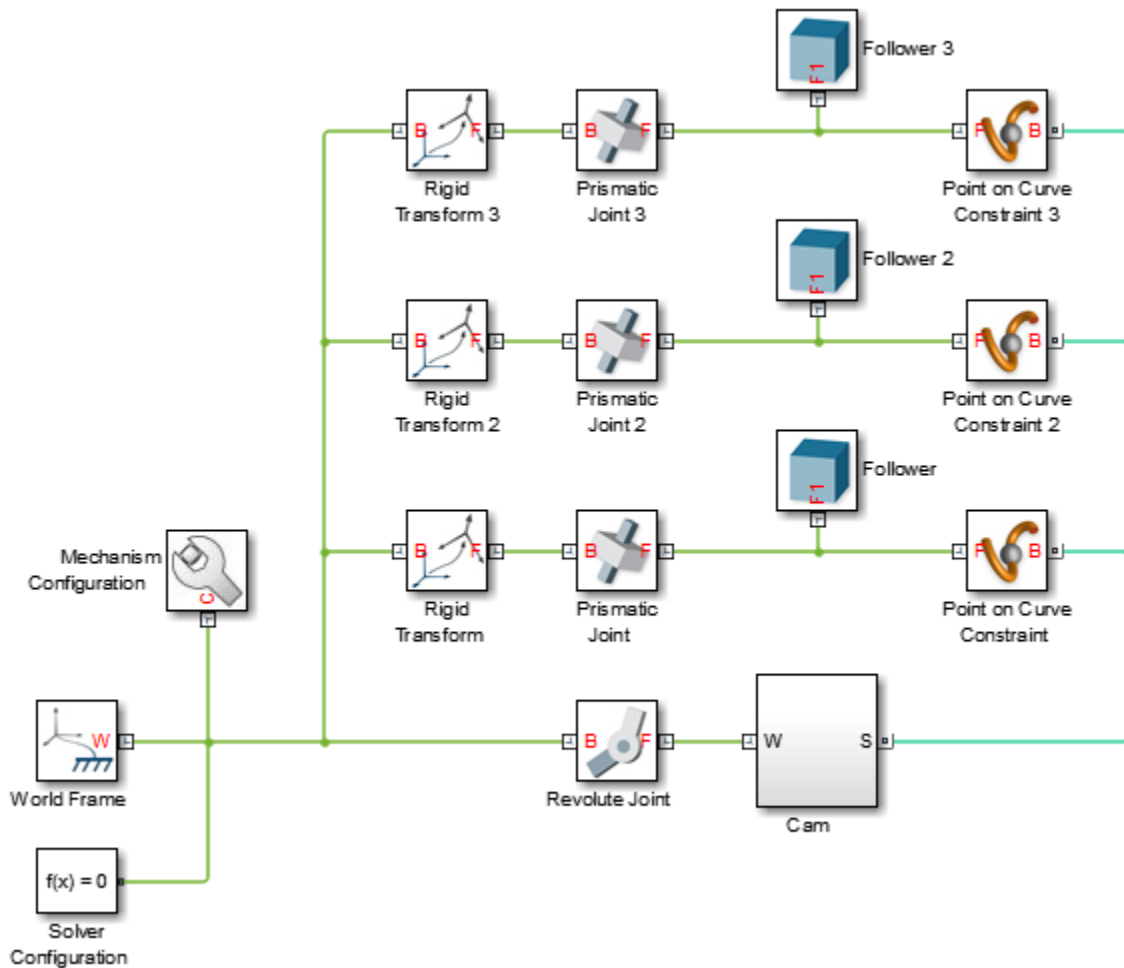 F1
Follower 3
B
F
B
F
F
B
Rigid
Transform 3
Prismatic
Joint 3
Point on Curve
Constraint 3
F1
Follower 2
B
F
B
F
F
B
Rigid
Transform 2
Prismatic
Joint 2
Point on Curve
Constraint 2
F1
Follower
B
F
B
F
F
B
Rigid
Transform
Prismatic
Joint
Point on Curve
Constraint
Mechanism
Configuration
C
W
World Frame
B
F
Revolute Joint
W
S
Cam
f(x) = 0
Solver
Configuration